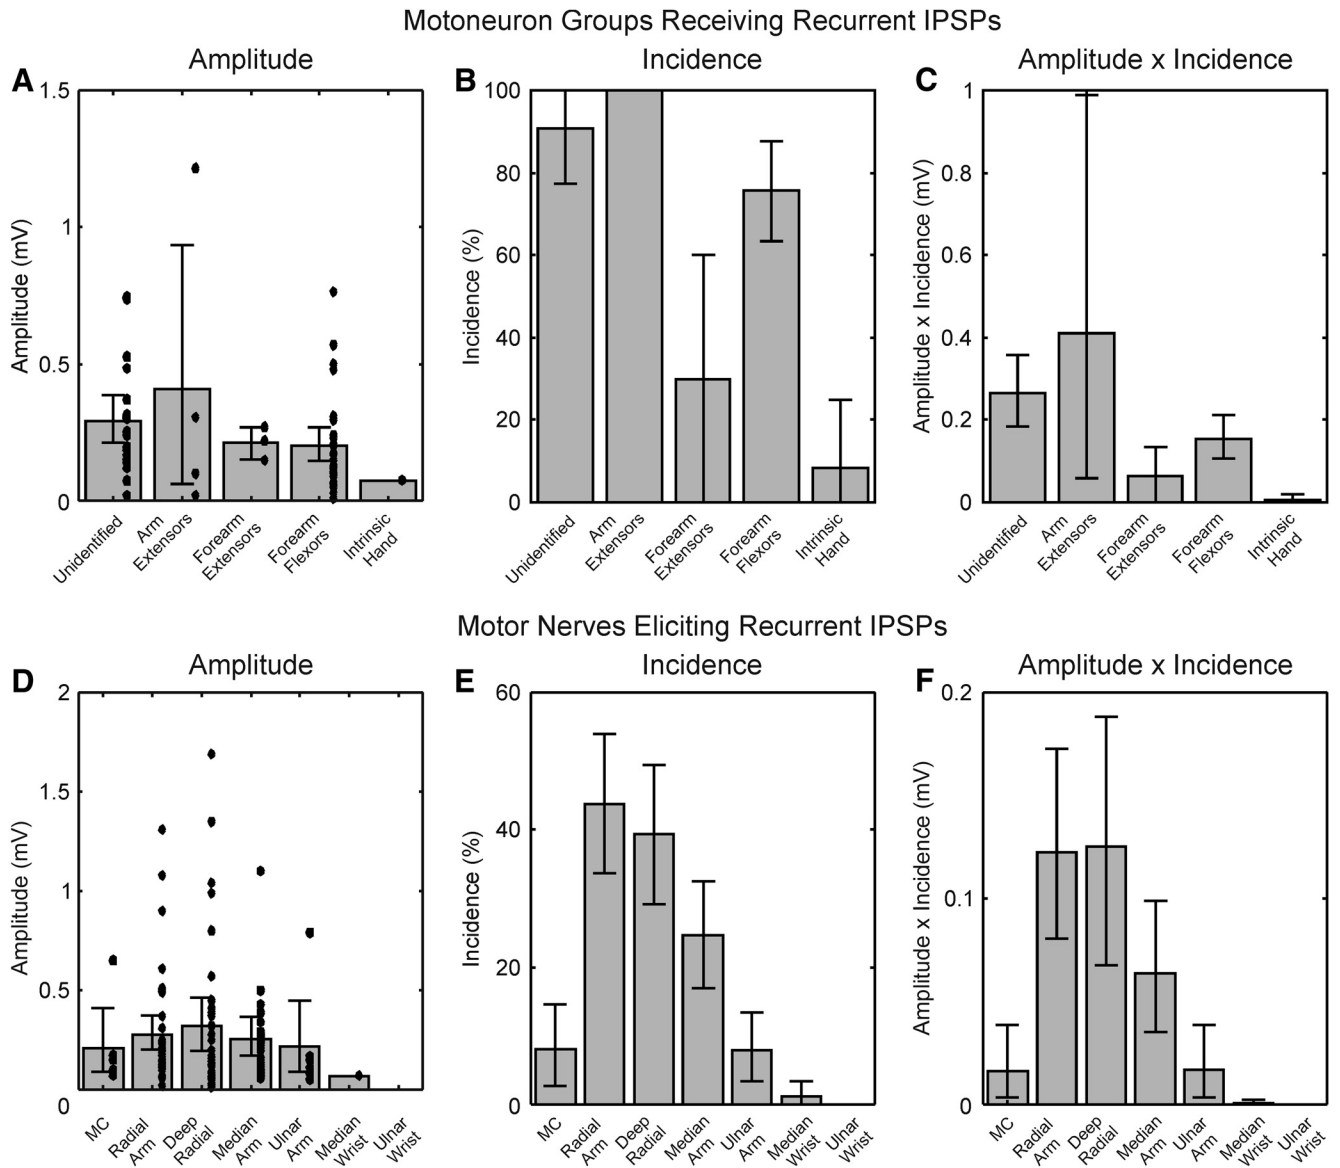 Motoneuron Groups Receiving Recurrent IPSPs
A
Amplitude
1.5
1
0.5
0
Amplitude (mV)
Unidentified
Arm
Extensors
Forearm
Extensors
Forearm
Flexors
Intrinsic
Hand
B
Incidence
100
80
60
40
20
0
Incidence (%)
Unidentified
Arm
Extensors
Forearm
Extensors
Forearm
Flexors
Intrinsic
Hand
C
Amplitude x Incidence
1
0.8
0.6
0.4
0.2
0
Amplitude x Incidence (mV)
Unidentified
Arm
Extensors
Forearm
Extensors
Forearm
Flexors
Intrinsic
Hand
Motor Nerves Eliciting Recurrent IPSPs
D
Amplitude
2
1.5
1
0.5
0
Amplitude (mV)
MC
Radial
Arm
Deep
Radial
Median
Arm
Ulnar
Arm
Median
Wrist
Ulnar
Wrist
E
Incidence
60
40
20
0
Incidence (%)
MC
Radial
Arm
Deep
Radial
Median
Arm
Ulnar
Arm
Median
Wrist
Ulnar
Wrist
F
Amplitude x Incidence
0.2
0.1
0
Amplitude x Incidence (mV)
MC
Radial
Arm
Deep
Radial
Median
Arm
Ulnar
Arm
Median
Wrist
Ulnar
Wrist